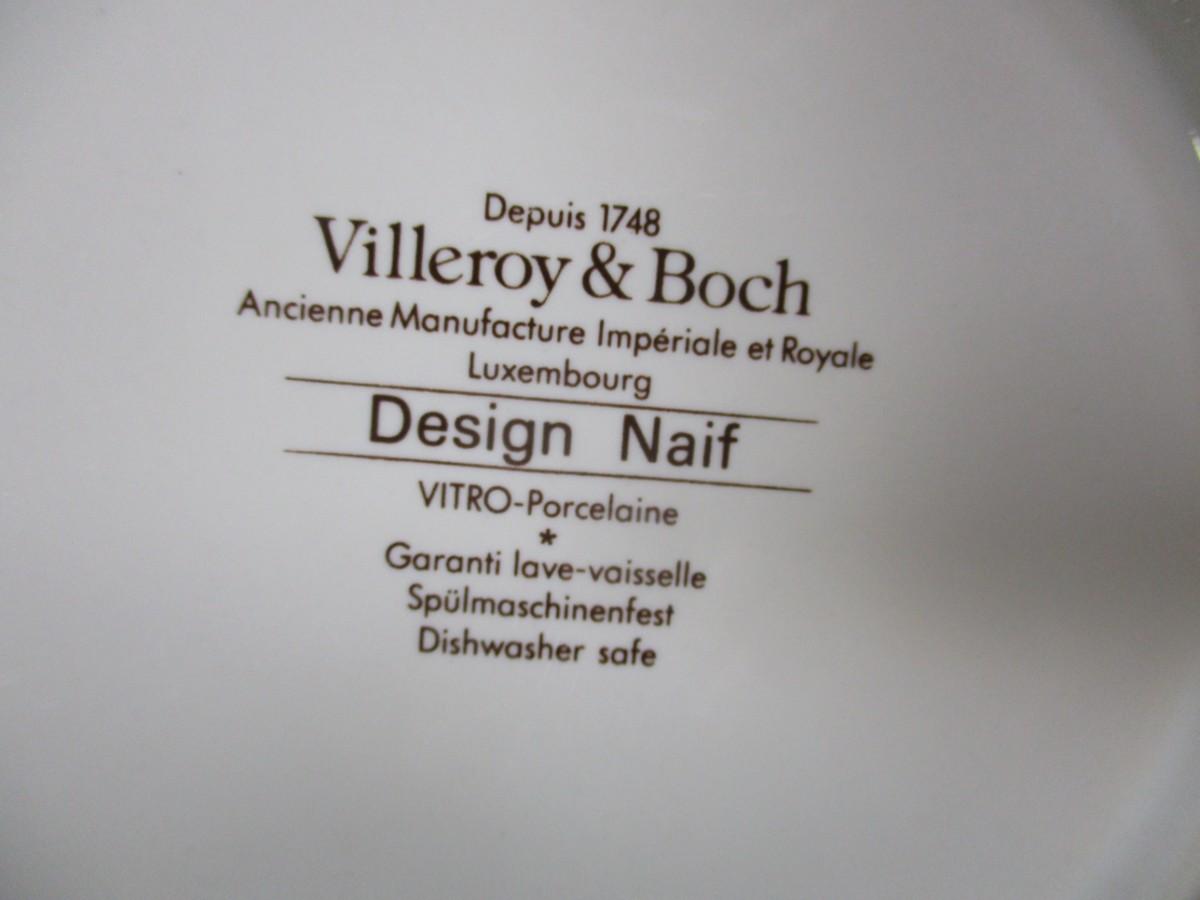 Depuis 1748
Villeroy & Boch
Ancienne Manufacture Impériale et Royale
Luxembourg
Design Naif
VITRO-Porcelaine
*
Garanti lave-vaisselle
Spülmaschinenfest
Dishwasher safe